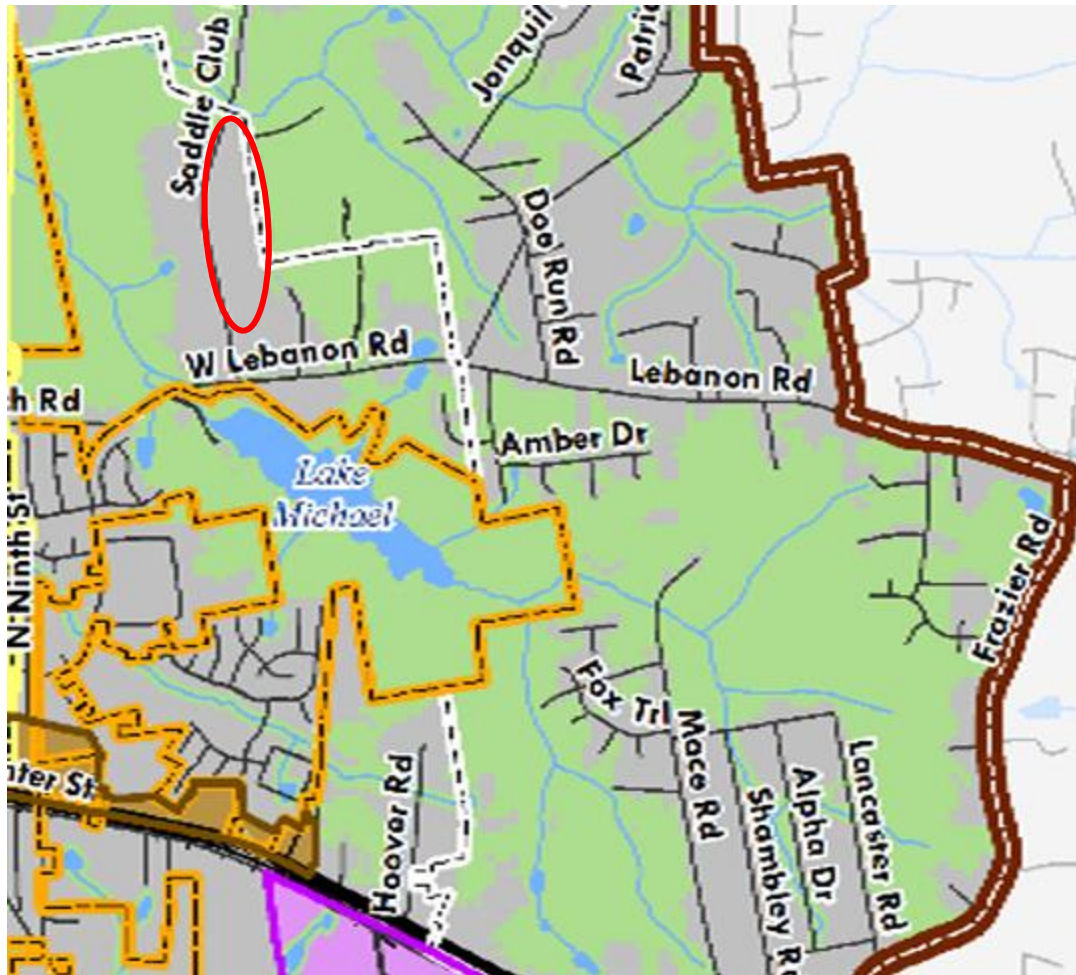 Saddle Club
Jonquil
Patric
Doe Run Rd
W Lebanon Rd
Lebanon Rd
h Rd
Amber Dr
Lake
Michael
N Ninth St
Frazier Rd
Fox Trl
Mace Rd
Lancaster Rd
Alpha Dr
Shambley R
nter St
Hoover Rd